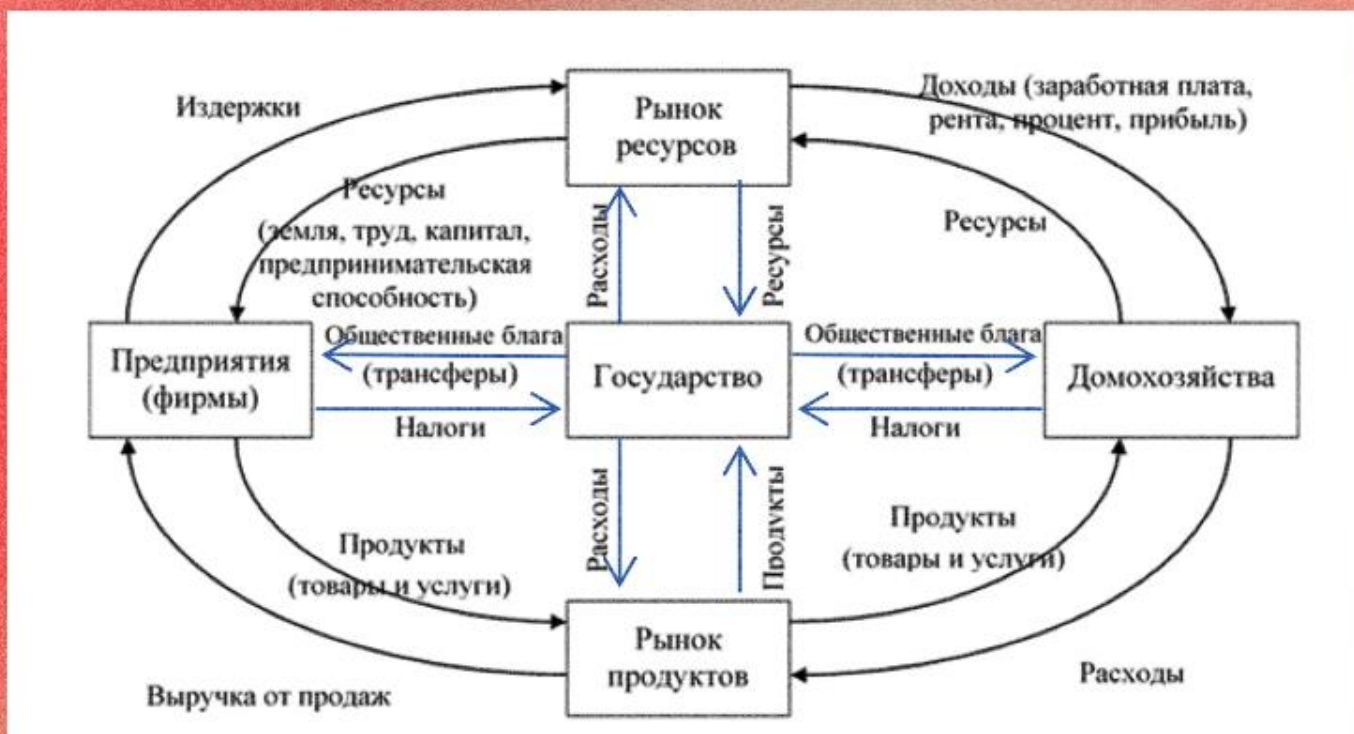 Издержки
Рынок
ресурсов
Доходы (заработная плата,
рента, процент, прибыль)
Ресурсы
(земля, труд, капитал,
предпринимательская
способность)
Расходы
Ресурсы
Ресурсы
Предприятия
(фирмы)
Общественные блага
(трансферы)
Налоги
Государство
Общественные блага
(трансферы)
Налоги
Домохозяйства
Продукты
(товары и услуги)
Расходы
Продукты
Продукты
(товары и услуги)
Рынок
продуктов
Выручка от продаж
Расходы